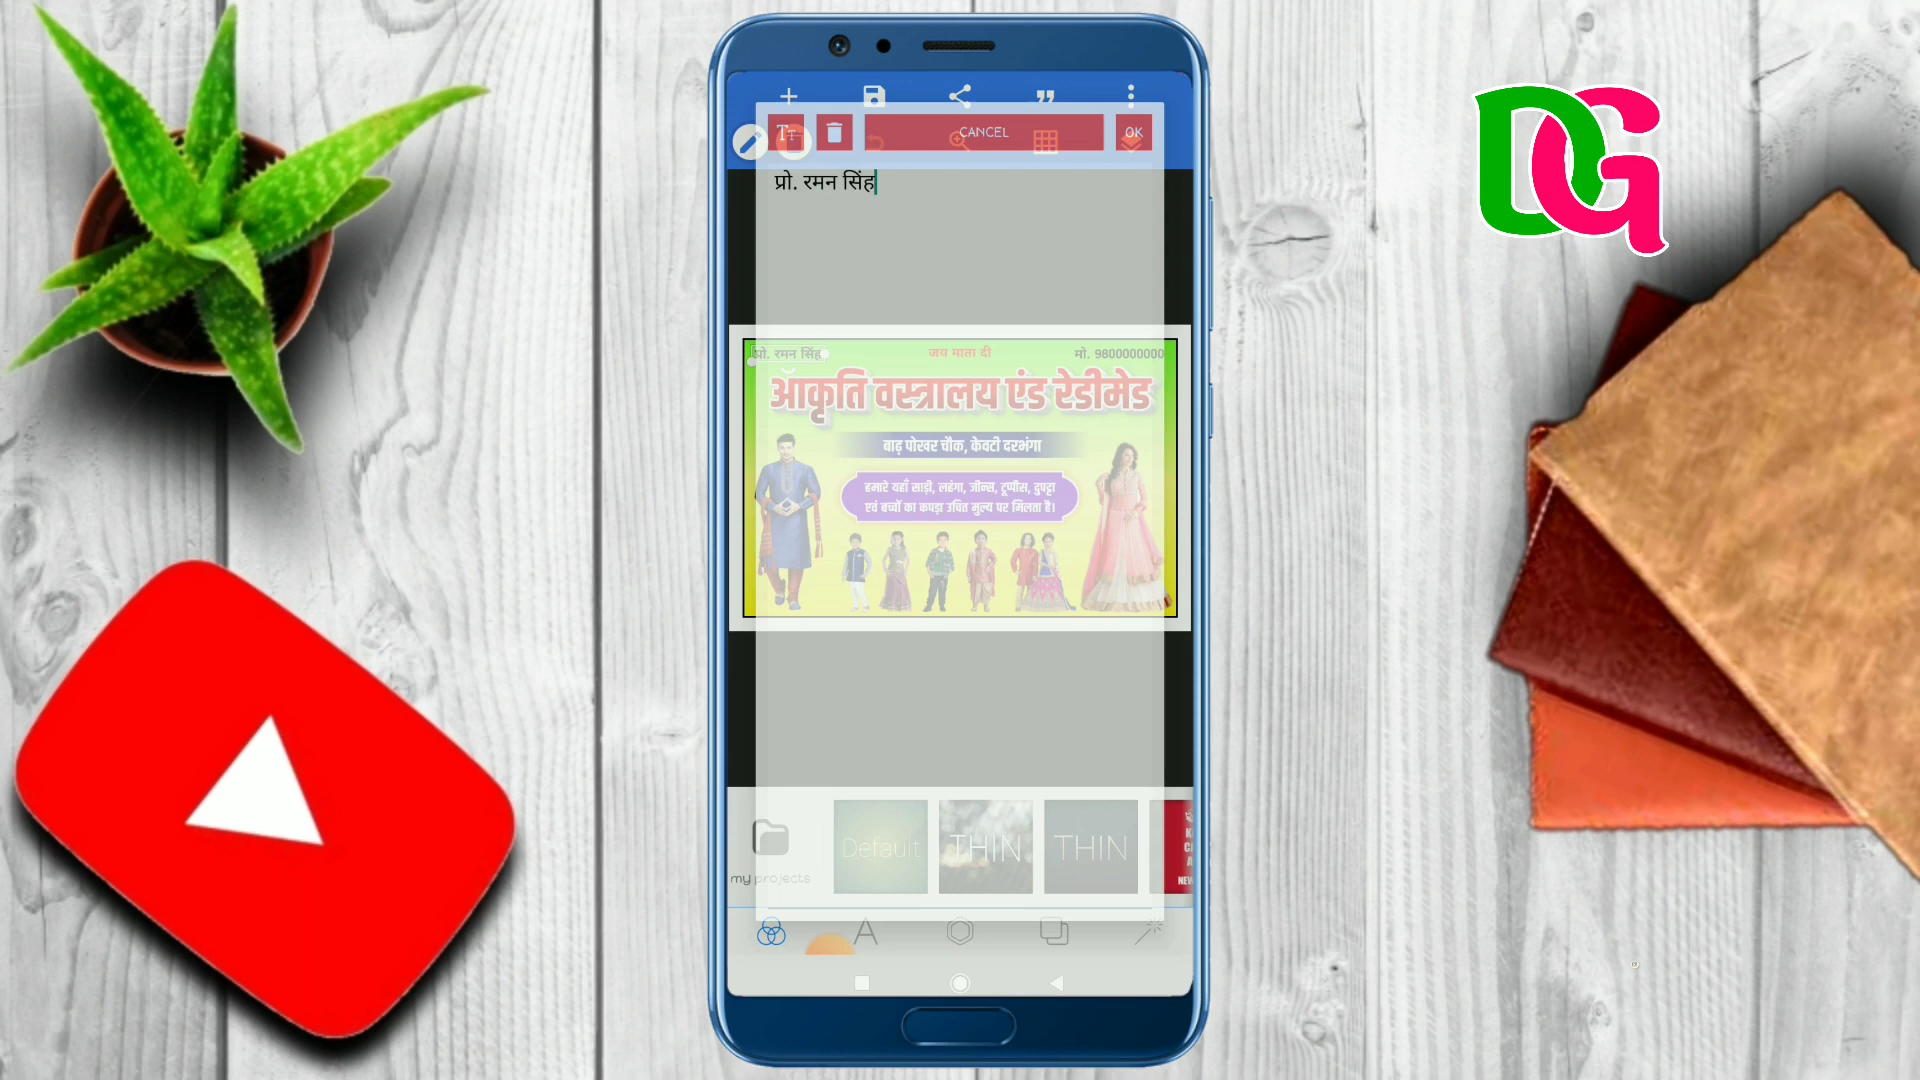 DG
CANCEL
OK
प्रो. रमन सिंह
प्रो. रमन सिंह
जय माता दी
मो. 9800000000
आकृति वस्त्रालय एंड रेडीमेड
बाढ़ पोखर चौक, केवटी दरभंगा
हमारे यहाँ साड़ी, लहंगा, जीन्स, टूप्पीस, दुपट्टा
एवं बच्चों का कपड़ा उचित मुल्य पर मिलता है।
Default
THIN
THIN
NEW
my projects